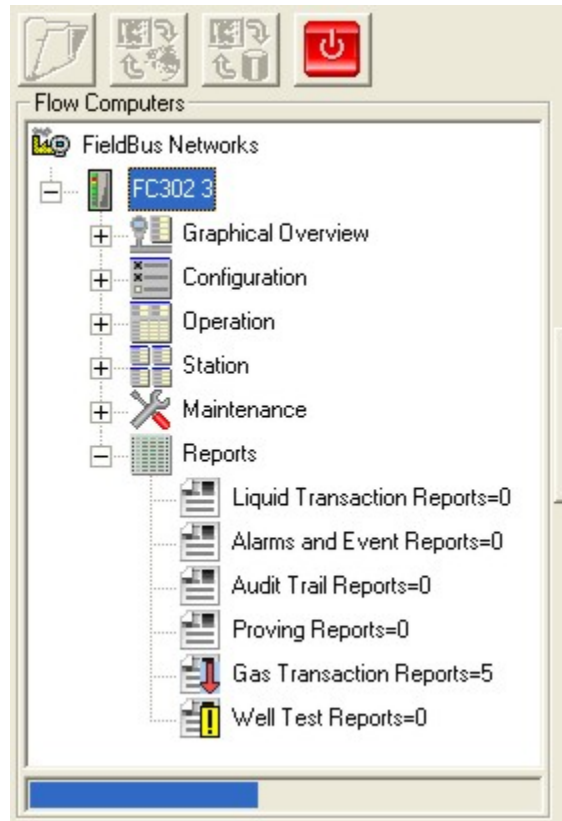 Flow Computers
FieldBus Networks
FC302 3
Graphical Overview
Configuration
Operation
Station
Maintenance
Reports
Liquid Transaction Reports=0
Alarms and Event Reports=0
Audit Trail Reports=0
Proving Reports=0
Gas Transaction Reports=5
Well Test Reports=0